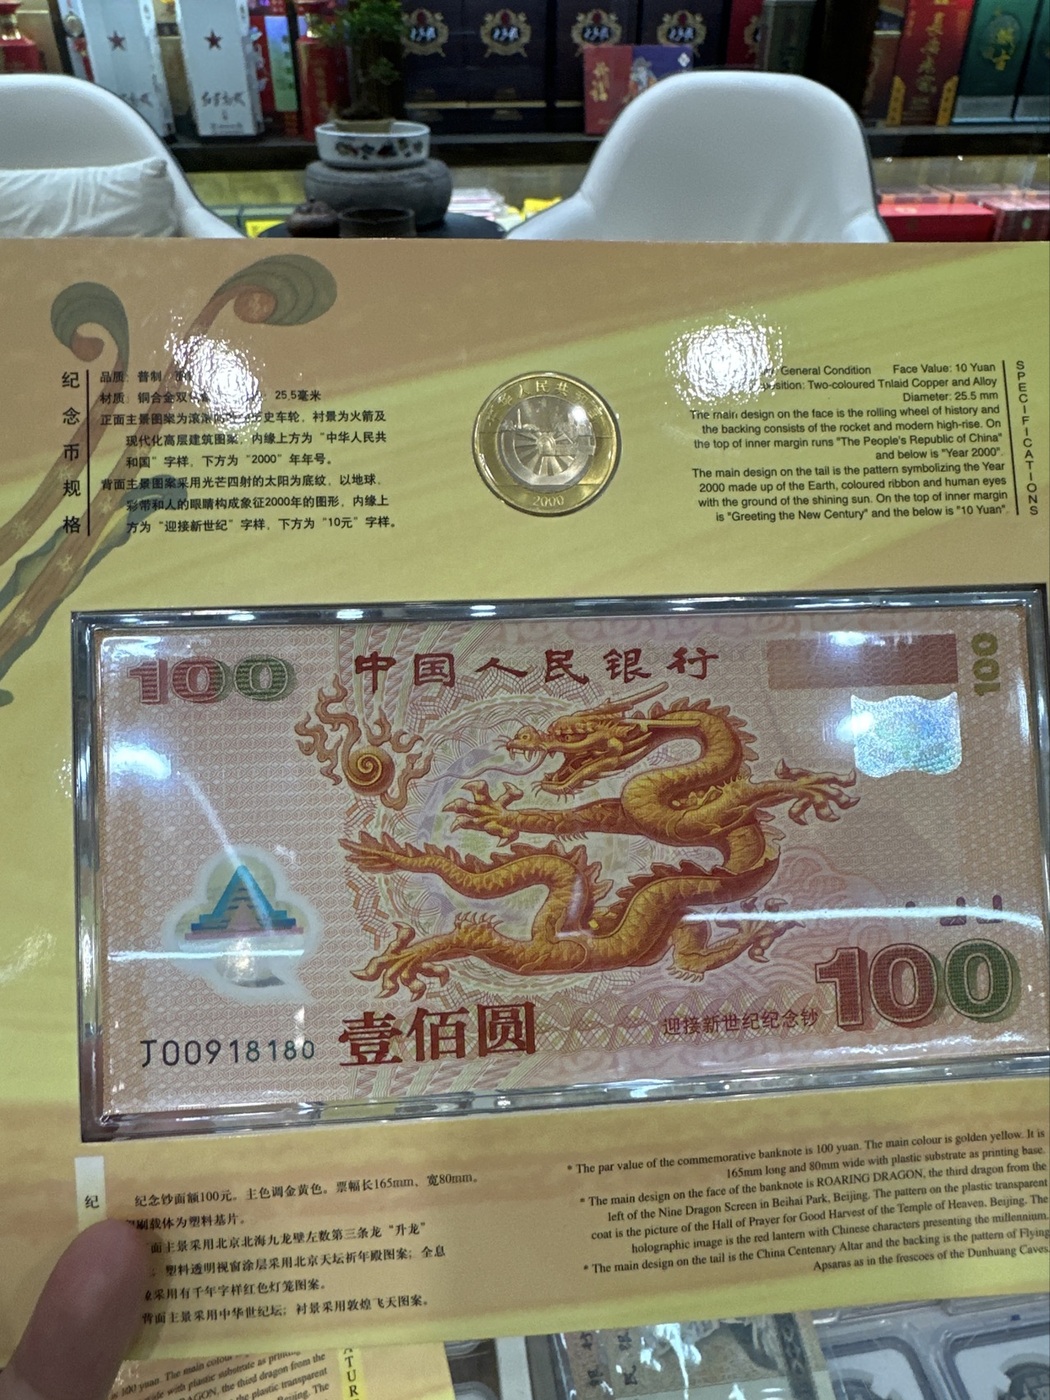 纪念币规格
品质：普制
材质：铜合金双 25.5毫米
正面主景图案为滚 史车轮，衬景为火箭及
现代化高层建筑图案，内缘上方为“中华人民共
和国”字样，下方为“2000”年年号。
背面主景图案采用光芒四射的太阳为底纹，以地球，
彩带和人的眼睛构成象征2000年的图形，内缘上
方为“迎接新世纪”字样，下方为“10元”字样。
2000
General Condition Face Value: 10 Yuan
Two-coloured Tnlaid Copper and Alloy
Diameter: 25.5 mm
The main design on the face is the rolling wheel of history and
the backing consists of the rocket and modern high-rise. On
the top of inner margin runs "The People's Republic of China"
and below is "Year 2000".
The main design on the tail is the pattern symbolizing the Year
2000 made up of the Earth, coloured ribbon and human eyes
with the ground of the shining sun. On the top of inner margin
is "Greeting the New Century" and the below is "10 Yuan".
SPECIFICATIONS
100
中国人民银行
100
J00918180
壹佰圆
迎接新世纪纪念钞
100
纪
纪念钞面额100元。主色调金黄色。票幅长165mm、宽80mm。
刷载体为塑料基片。
面主景采用北京北海九龙壁左数第三条龙“升龙”
塑料透明视窗涂层采用北京天坛祈年殿图案；全息
采用有千年字样红色灯笼图案。
背面主景采用中华世纪坛；衬景采用敦煌飞天图案。
* The par value of the commemorative banknote is 100 yuan. The main colour is golden yellow. It is
165mm long and 80mm wide with plastic substrate as printing base.
* The main design on the face of the banknote is ROARING DRAGON, the third dragon from the
left of the Nine Dragon Screen in Beihai Park, Beijing. The pattern on the plastic transparent
coat is the picture of the Hall of Prayer for Good Harvest of the Temple of Heaven, Beijing. The
holographic image is the red lantern with Chinese characters presenting the millennium.
* The main design on the tail is the China Centenary Altar and the backing is the pattern of Flying
Apsaras as in the fruscoes of the Dunhuang Caves.